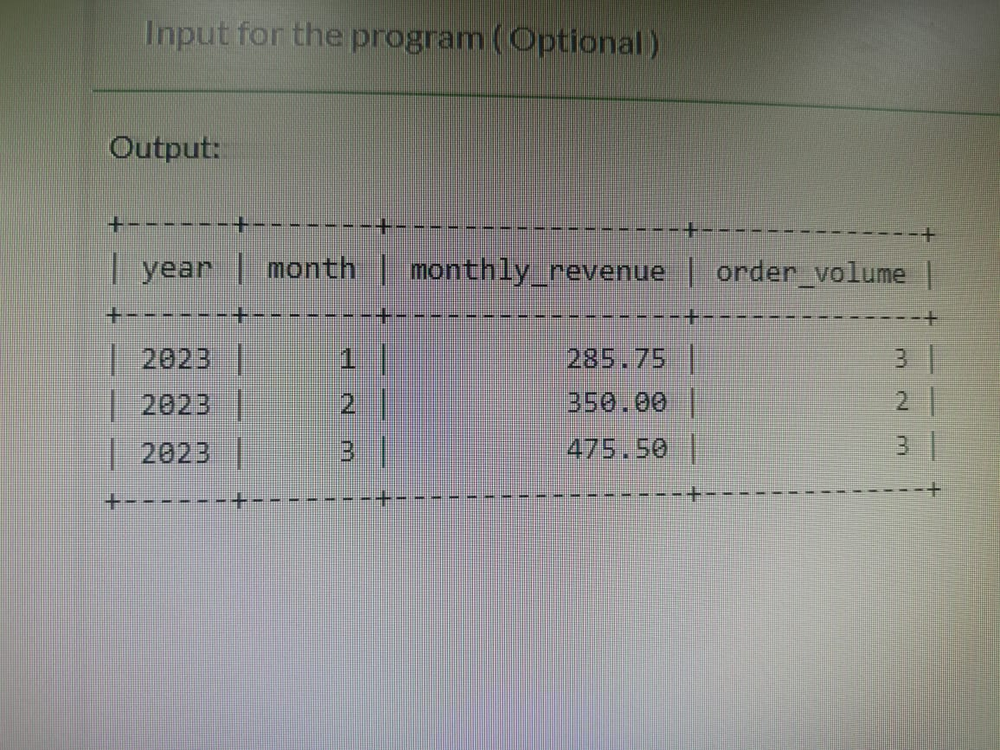 Input for the program ( Optional )
Output:
+------+-------+-----------------+--------------+
| year | month | monthly_revenue | order_volume |
+------+-------+-----------------+--------------+
| 2023 |     1 |          285.75 |            3 |
| 2023 |     2 |          350.00 |            2 |
| 2023 |     3 |          475.50 |            3 |
+------+-------+-----------------+--------------+